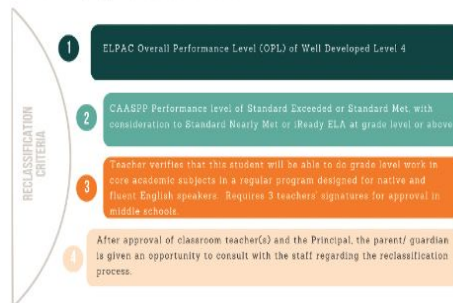 RECLASSIFICATION
CRITERIA
1
ELPAC Overall Performance Level (OPL) of Well Developed Level 4
2
CAASPP Performance level of Standard Exceeded or Standard Met, with
consideration to Standard Nearly Met or iReady ELA at grade level or above
3
Teacher verifies that this student will be able to do grade level work in
core academic subjects in a regular program designed for native and
fluent English speakers. Requires 3 teachers' signatures for approval in
middle schools.
4
After approval of classroom teacher(s) and the Principal, the parent/ guardian
is given an opportunity to consult with the staff regarding the reclassification
process.